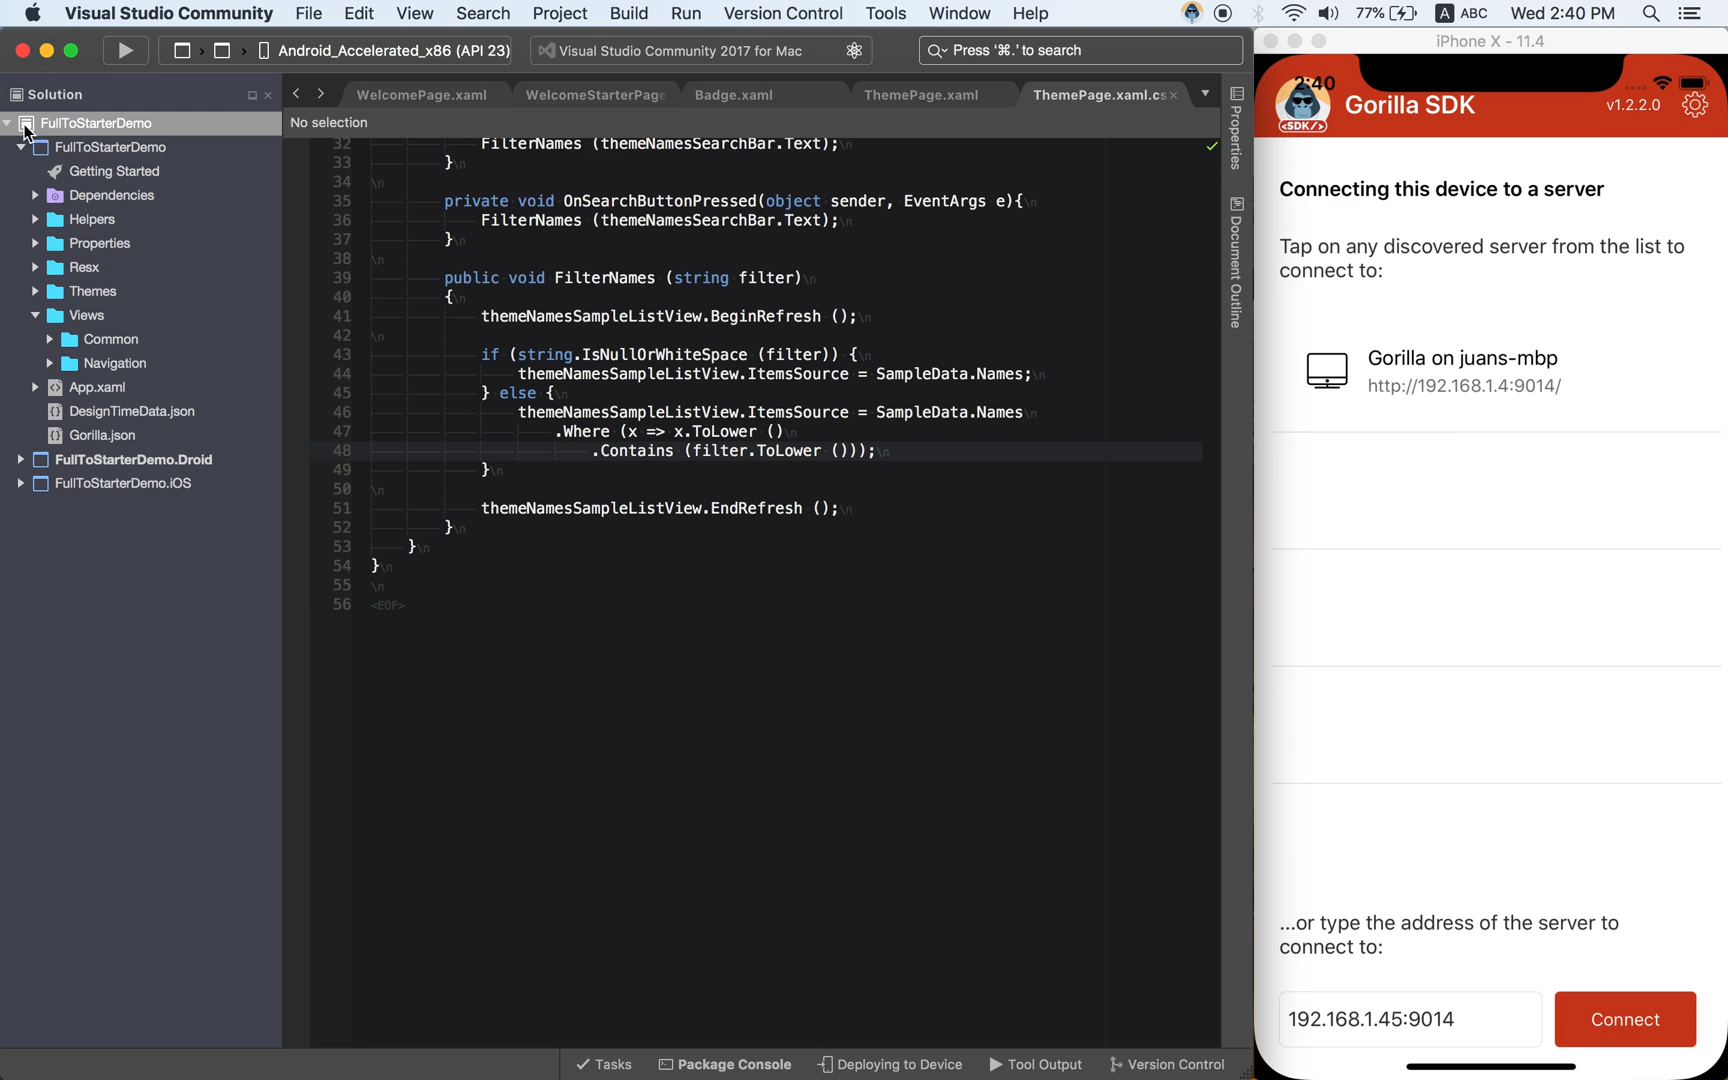 Visual Studio Community File Edit View Search Project Build Run Version Control Tools Window Help 77% A ABC Wed 2:40 PM
Android_Accelerated_x86 (API 23) Visual Studio Community 2017 for Mac Press '⌘.' to search
Solution
FullToStarterDemo
FullToStarterDemo
Getting Started
Dependencies
Helpers
Properties
Resx
Themes
Views
Common
Navigation
App.xaml
DesignTimeData.json
Gorilla.json
FullToStarterDemo.Droid
FullToStarterDemo.iOS
WelcomePage.xaml WelcomeStarterPage Badge.xaml ThemePage.xaml ThemePage.xaml.cs
No selection
32 FilterNames (themeNamesSearchBar.Text);\n
33 }\n
34 \n
35 private void OnSearchButtonPressed(object sender, EventArgs e){\n
36 FilterNames (themeNamesSearchBar.Text);\n
37 }\n
38 \n
39 public void FilterNames (string filter)\n
40 {\n
41 themeNamesSampleListView.BeginRefresh ();\n
42 \n
43 if (string.IsNullOrWhiteSpace (filter)) {\n
44 themeNamesSampleListView.ItemsSource = SampleData.Names;\n
45 } else {\n
46 themeNamesSampleListView.ItemsSource = SampleData.Names\n
47 .Where (x => x.ToLower ()\n
48 .Contains (filter.ToLower ()));\n
49 }\n
50 \n
51 themeNamesSampleListView.EndRefresh ();\n
52 }\n
53 }\n
54 }\n
55 \n
56 <EOF>
Properties
Document Outline
Tasks Package Console Deploying to Device Tool Output Version Control
iPhone X - 11.4
2:40
<SDK/>
Gorilla SDK
v1.2.2.0
Connecting this device to a server
Tap on any discovered server from the list to
connect to:
Gorilla on juans-mbp
http://192.168.1.4:9014/
...or type the address of the server to
connect to:
192.168.1.45:9014
Connect